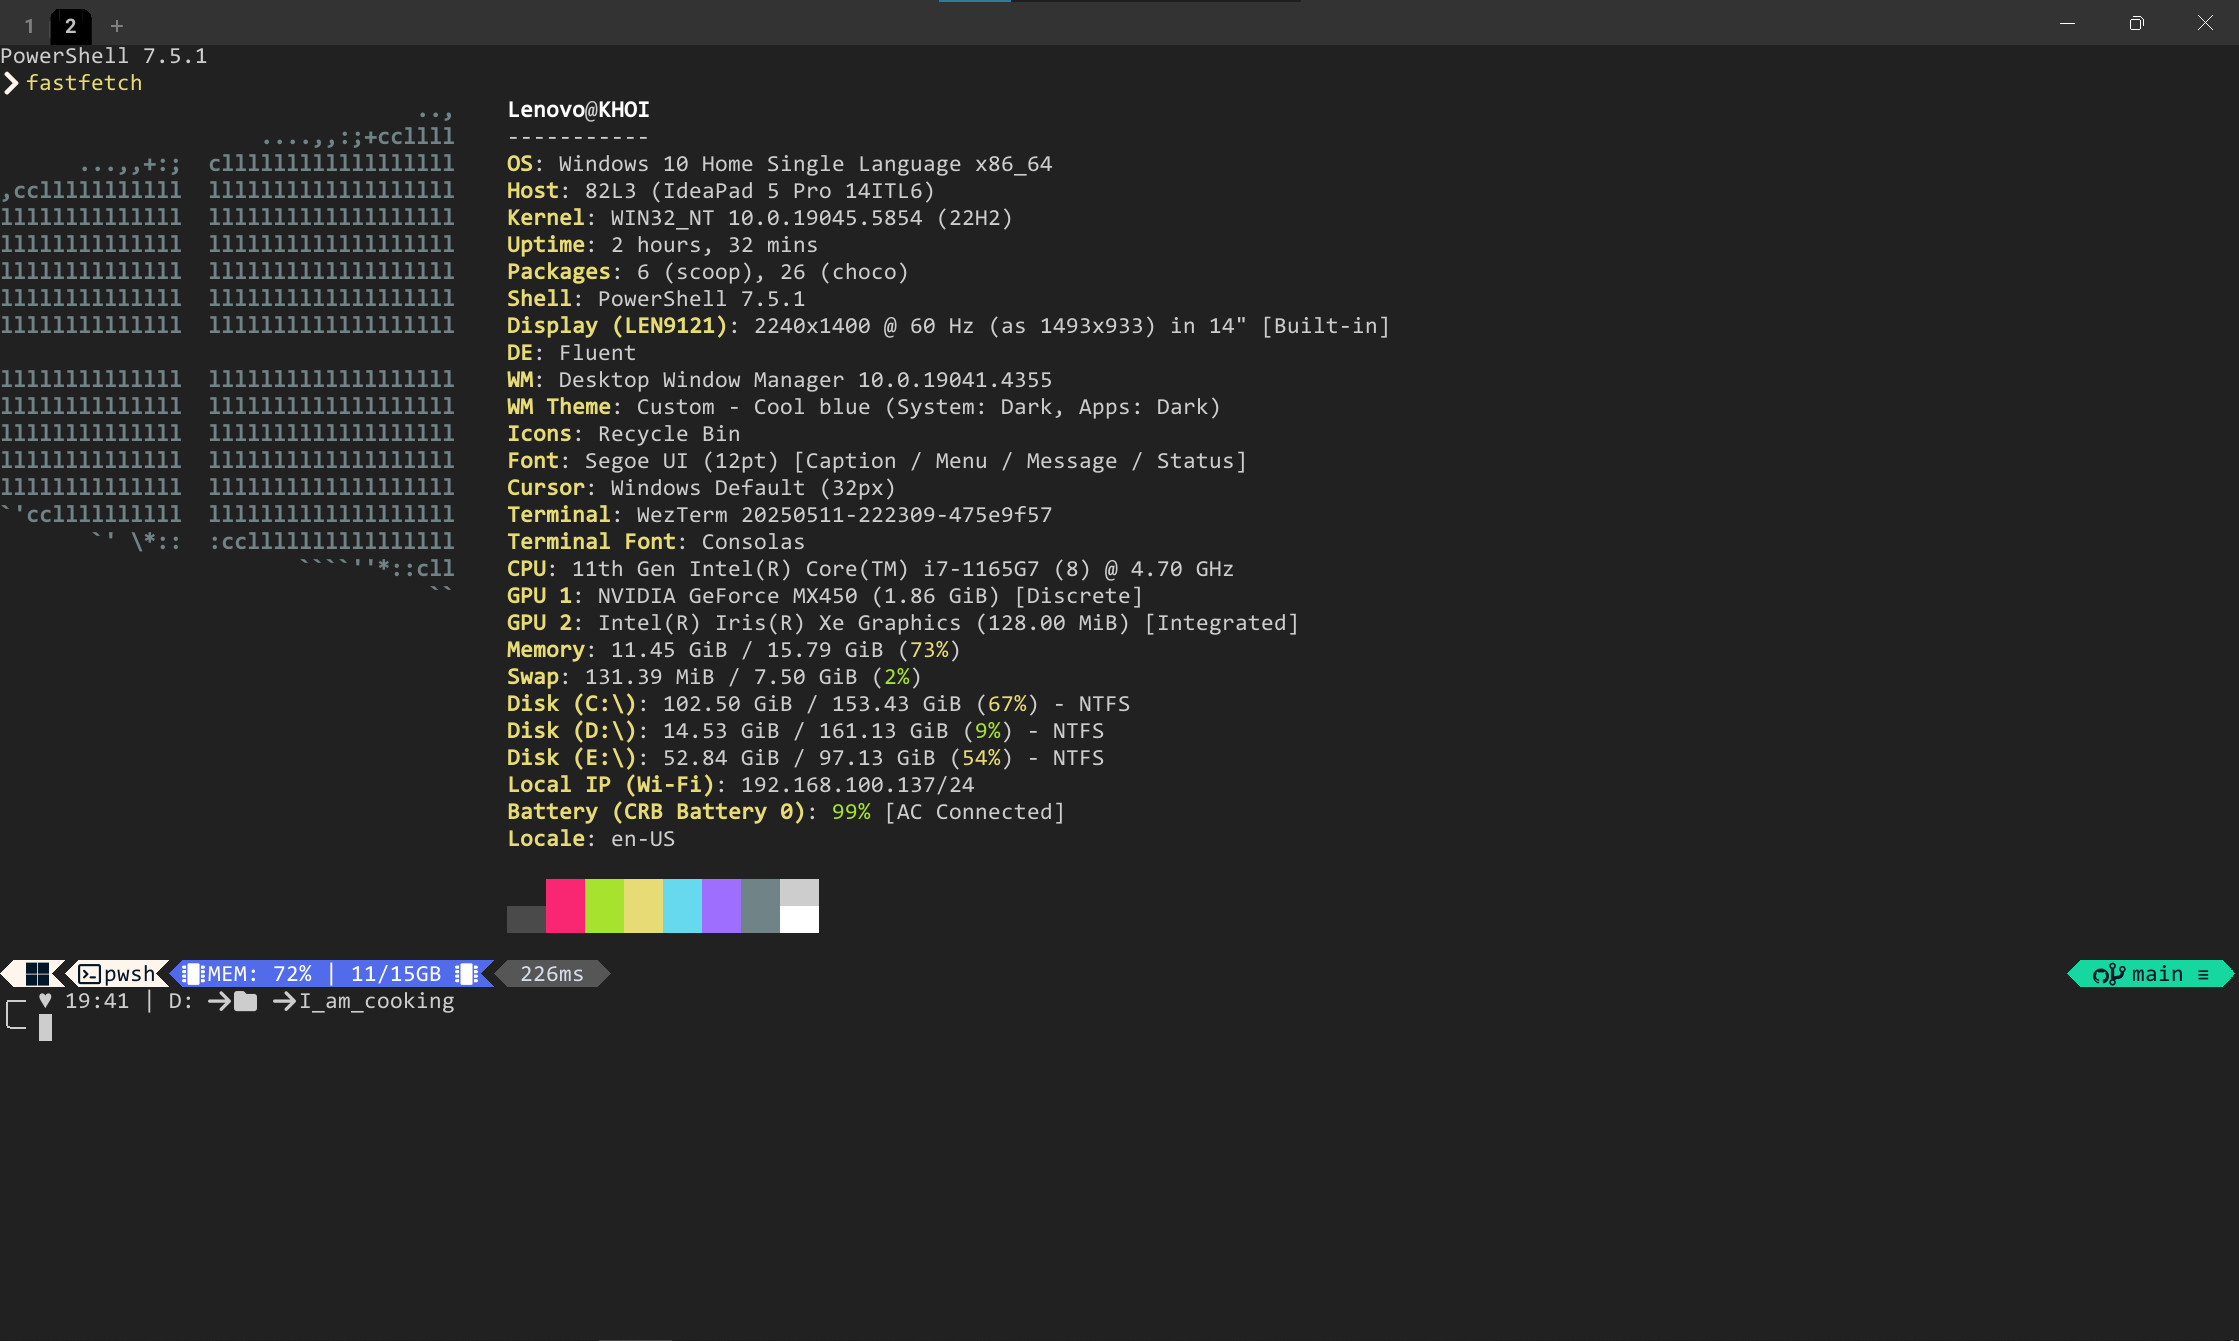 1 2 +
PowerShell 7.5.1
❯ fastfetch
Lenovo@KHOI
-----------
OS: Windows 10 Home Single Language x86_64
Host: 82L3 (IdeaPad 5 Pro 14ITL6)
Kernel: WIN32_NT 10.0.19045.5854 (22H2)
Uptime: 2 hours, 32 mins
Packages: 6 (scoop), 26 (choco)
Shell: PowerShell 7.5.1
Display (LEN9121): 2240x1400 @ 60 Hz (as 1493x933) in 14" [Built-in]
DE: Fluent
WM: Desktop Window Manager 10.0.19041.4355
WM Theme: Custom - Cool blue (System: Dark, Apps: Dark)
Icons: Recycle Bin
Font: Segoe UI (12pt) [Caption / Menu / Message / Status]
Cursor: Windows Default (32px)
Terminal: WezTerm 20250511-222309-475e9f57
Terminal Font: Consolas
CPU: 11th Gen Intel(R) Core(TM) i7-1165G7 (8) @ 4.70 GHz
GPU 1: NVIDIA GeForce MX450 (1.86 GiB) [Discrete]
GPU 2: Intel(R) Iris(R) Xe Graphics (128.00 MiB) [Integrated]
Memory: 11.45 GiB / 15.79 GiB (73%)
Swap: 131.39 MiB / 7.50 GiB (2%)
Disk (C:\): 102.50 GiB / 153.43 GiB (67%) - NTFS
Disk (D:\): 14.53 GiB / 161.13 GiB (9%) - NTFS
Disk (E:\): 52.84 GiB / 97.13 GiB (54%) - NTFS
Local IP (Wi-Fi): 192.168.100.137/24
Battery (CRB Battery 0): 99% [AC Connected]
Locale: en-US
pwsh MEM: 72% | 11/15GB 226ms main ≡
♥ 19:41 | D: → → I_am_cooking